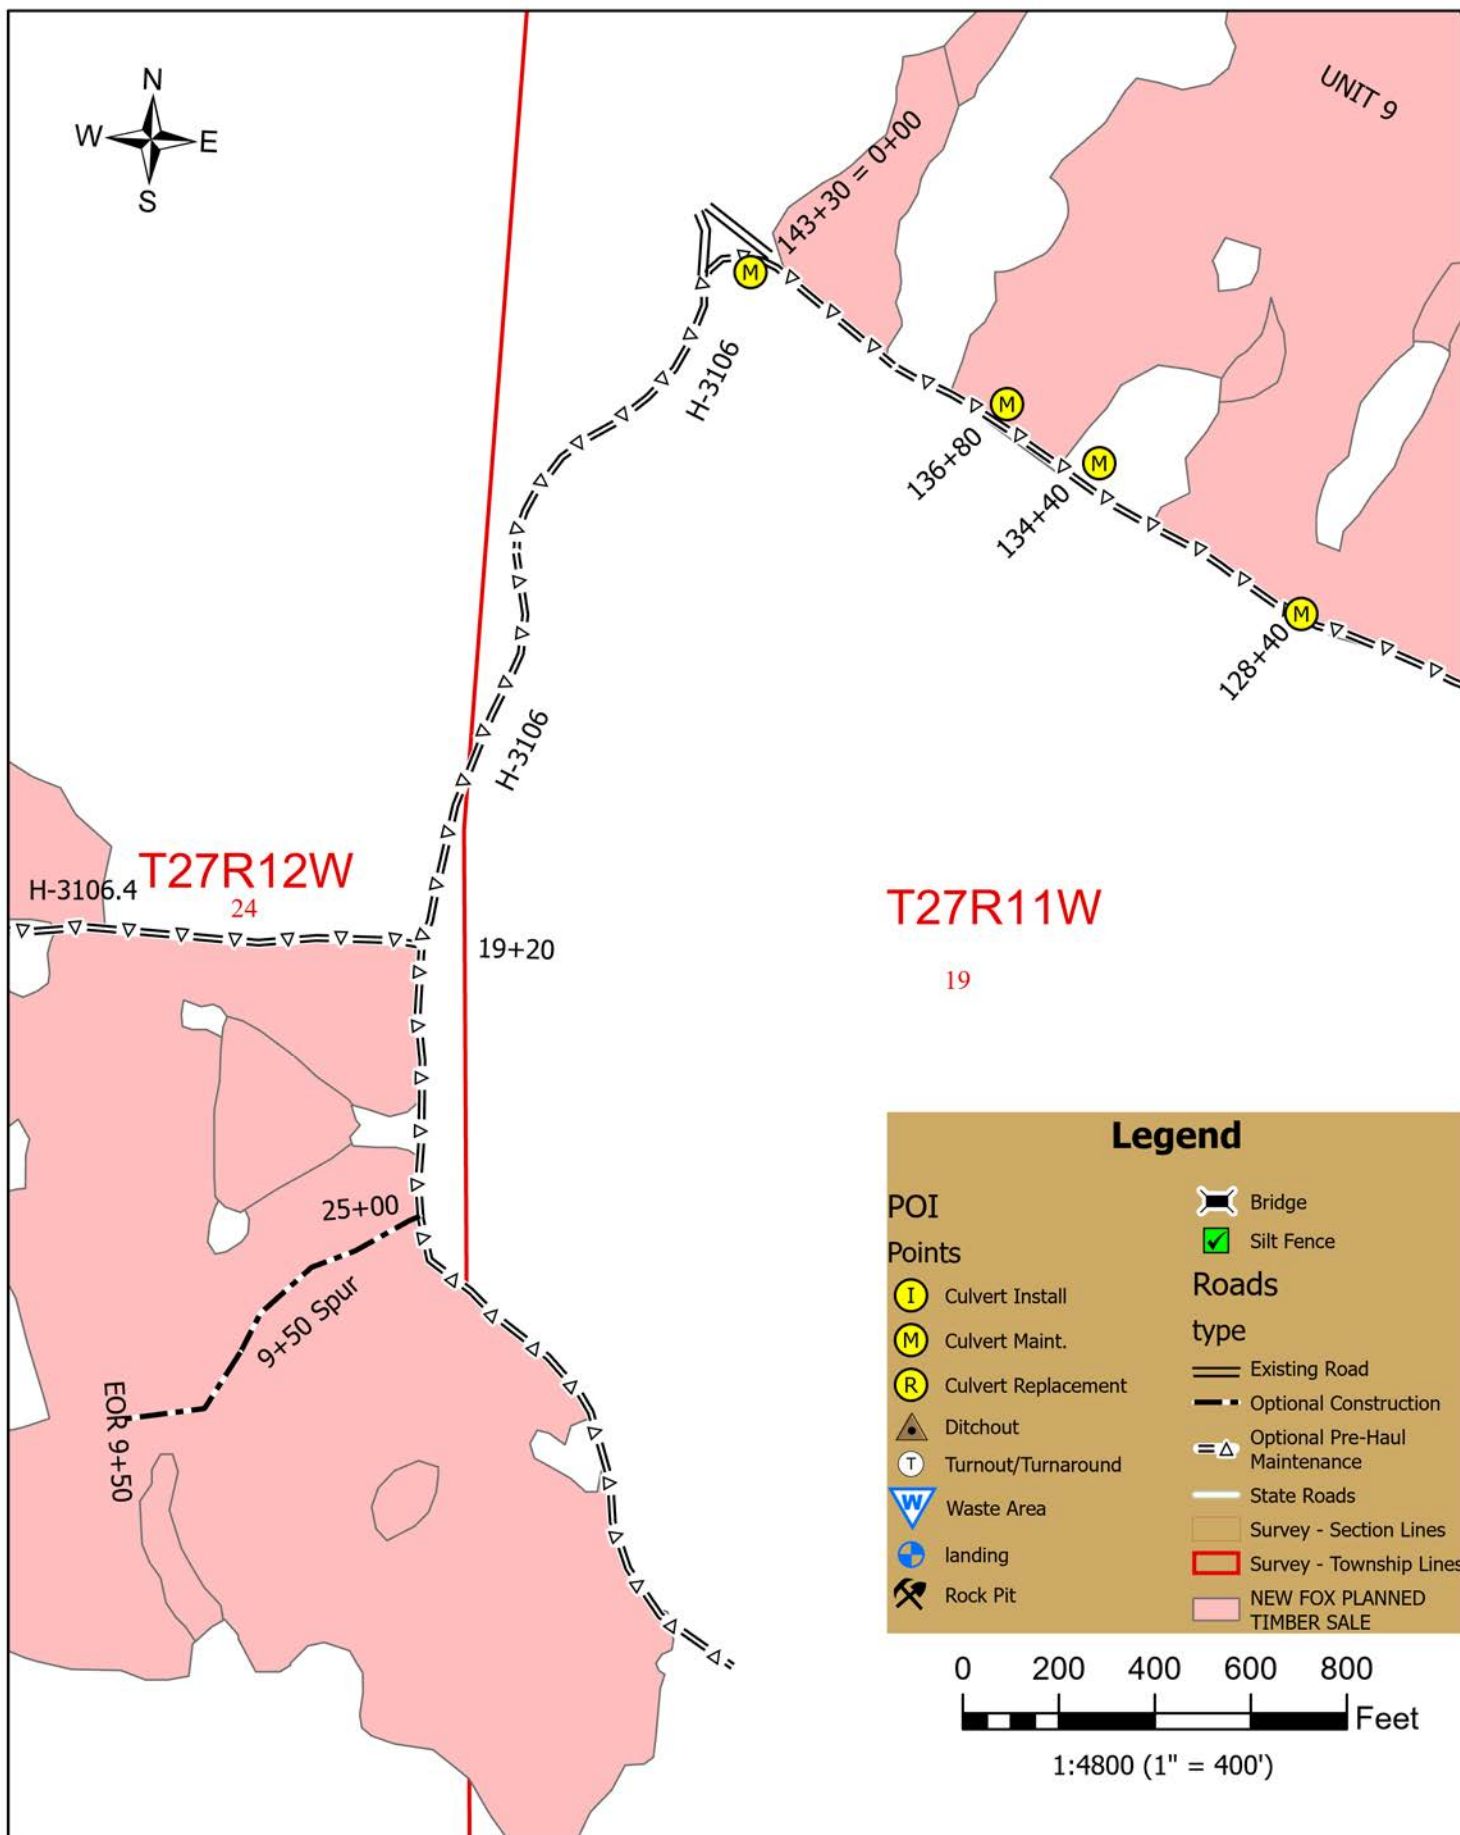 N
W E
S
UNIT 9
143+30 = 0+00
M
H-3106
M
136+80
M
134+40
M
128+40
H-3106
T27R12W
H-3106.4
24
T27R11W
19+20
19
25+00
9+50 Spur
EOR 9+50
Legend
POI
Points
I Culvert Install
M Culvert Maint.
R Culvert Replacement
Ditchout
T Turnout/Turnaround
W Waste Area
landing
Rock Pit
Bridge
Silt Fence
Roads
type
Existing Road
Optional Construction
Optional Pre-Haul
Maintenance
State Roads
Survey - Section Lines
Survey - Township Lines
NEW FOX PLANNED
TIMBER SALE
0 200 400 600 800
Feet
1:4800 (1" = 400')